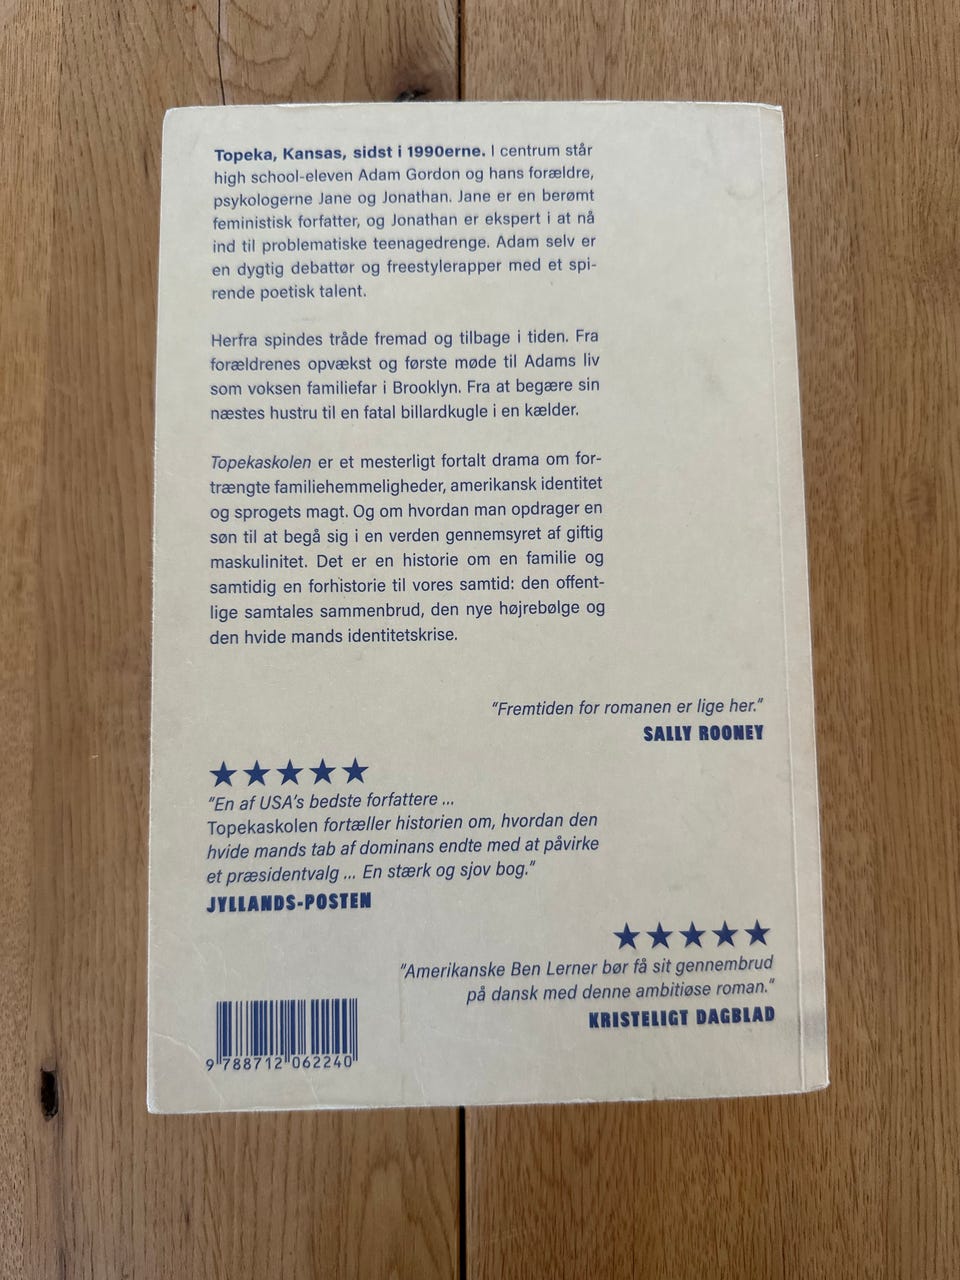 Topeka, Kansas, sidst i 1990erne. I centrum står
high school-eleven Adam Gordon og hans forældre,
psykologerne Jane og Jonathan. Jane er en berømt
feministisk forfatter, og Jonathan er ekspert i at nå
ind til problematiske teenagedrenge. Adam selv er
en dygtig debattør og freestylerapper med et spi-
rende poetisk talent.
Herfra spindes tråde fremad og tilbage i tiden. Fra
forældrenes opvækst og første møde til Adams liv
som voksen familiefar i Brooklyn. Fra at begære sin
næstes hustru til en fatal billardkugle i en kælder.
Topekaskolen er et mesterligt fortalt drama om for-
trængte familiehemmeligheder, amerikansk identitet
og sprogets magt. Og om hvordan man opdrager en
søn til at begå sig i en verden gennemsyret af giftig
maskulinitet. Det er en historie om en familie og
samtidig en forhistorie til vores samtid: den offent-
lige samtales sammenbrud, den nye højrebølge og
den hvide mands identitetskrise.
"Fremtiden for romanen er lige her."
SALLY ROONEY
★★★★★
"En af USA's bedste forfattere ...
Topekaskolen fortæller historien om, hvordan den
hvide mands tab af dominans endte med at påvirke
et præsidentvalg ... En stærk og sjov bog."
JYLLANDS-POSTEN
★★★★★
"Amerikanske Ben Lerner bør få sit gennembrud
på dansk med denne ambitiøse roman."
KRISTELIGT DAGBLAD
9 788712 062240